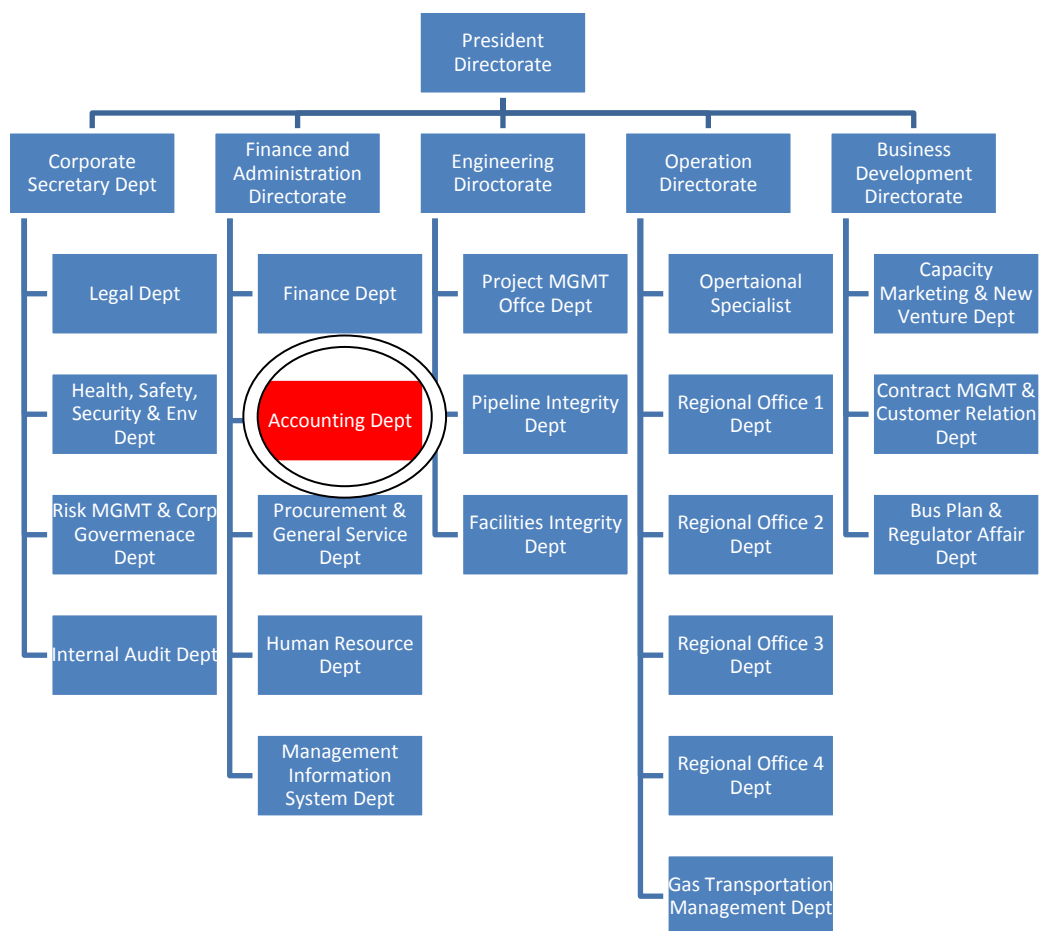 President
Directorate
Corporate
Secretary Dept
Finance and
Administration
Directorate
Engineering
Diroctorate
Operation
Directorate
Business
Development
Directorate
Legal Dept
Health, Safety,
Security & Env
Dept
Risk MGMT & Corp
Govermenace
Dept
Internal Audit Dept
Finance Dept
Accounting Dept
Procurement &
General Service
Dept
Human Resource
Dept
Management
Information
System Dept
Project MGMT
Offce Dept
Pipeline Integrity
Dept
Facilities Integrity
Dept
Opertaional
Specialist
Regional Office 1
Dept
Regional Office 2
Dept
Regional Office 3
Dept
Regional Office 4
Dept
Gas Transportation
Management Dept
Capacity
Marketing & New
Venture Dept
Contract MGMT &
Customer Relation
Dept
Bus Plan &
Regulator Affair
Dept